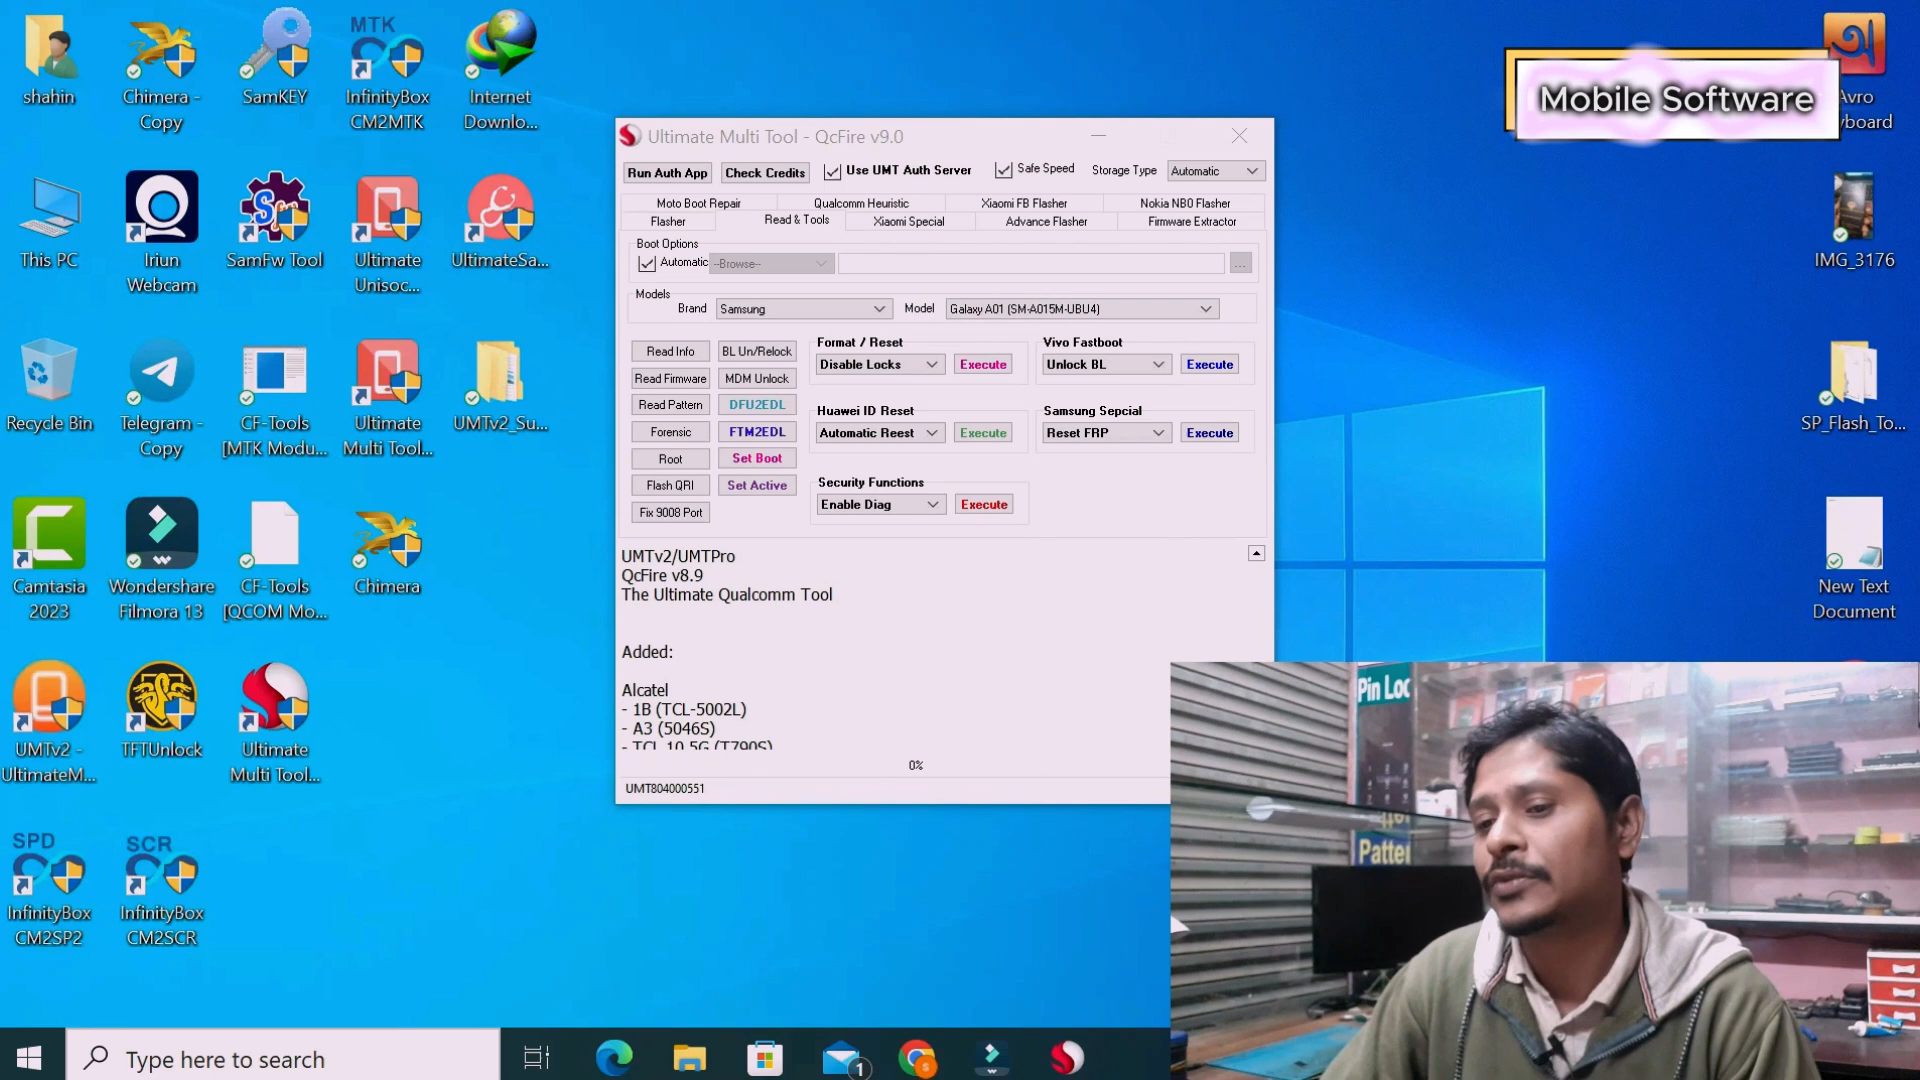 shahin
Chimera -
Copy
SamKEY
MTK
InfinityBox
CM2MTK
Internet
Downlo...
This PC
Iriun
Webcam
SamFw Tool
Ultimate
Unisoc...
UltimateSa...
Recycle Bin
Telegram -
Copy
CF-Tools
[MTK Modu...
Ultimate
Multi Tool...
UMTv2_Su...
Camtasia
2023
Wondershare
Filmora 13
CF-Tools
[QCOM Mo...
Chimera
UMTv2 -
UltimateM...
TFTUnlock
Ultimate
Multi Tool...
SPD
InfinityBox
CM2SP2
SCR
InfinityBox
CM2SCR
Ultimate Multi Tool - QcFire v9.0
Run Auth App
Check Credits
Use UMT Auth Server
Safe Speed
Storage Type
Automatic
Moto Boot Repair
Qualcomm Heuristic
Xiaomi FB Flasher
Nokia NB0 Flasher
Flasher
Read & Tools
Xiaomi Special
Advance Flasher
Firmware Extractor
Boot Options
Automatic
--Browse--
...
Models
Brand
Samsung
Model
Galaxy A01 (SM-A015M-UBU4)
Read Info
BL Un/Relock
Read Firmware
MDM Unlock
Read Pattern
DFU2EDL
Forensic
FTM2EDL
Root
Set Boot
Flash QRI
Set Active
Fix 9008 Port
Format / Reset
Disable Locks
Execute
Vivo Fastboot
Unlock BL
Execute
Huawei ID Reset
Automatic Reest
Execute
Samsung Sepcial
Reset FRP
Execute
Security Functions
Enable Diag
Execute
UMTv2/UMTPro
QcFire v8.9
The Ultimate Qualcomm Tool
Added:
Alcatel
- 1B (TCL-5002L)
- A3 (5046S)
- TCL 10 5G (T790S)
0%
UMT804000551
Mobile Software
অ
Avro
yboard
IMG_3176
SP_Flash_To...
New Text
Document
Pin Loc
Patte
Type here to search
1